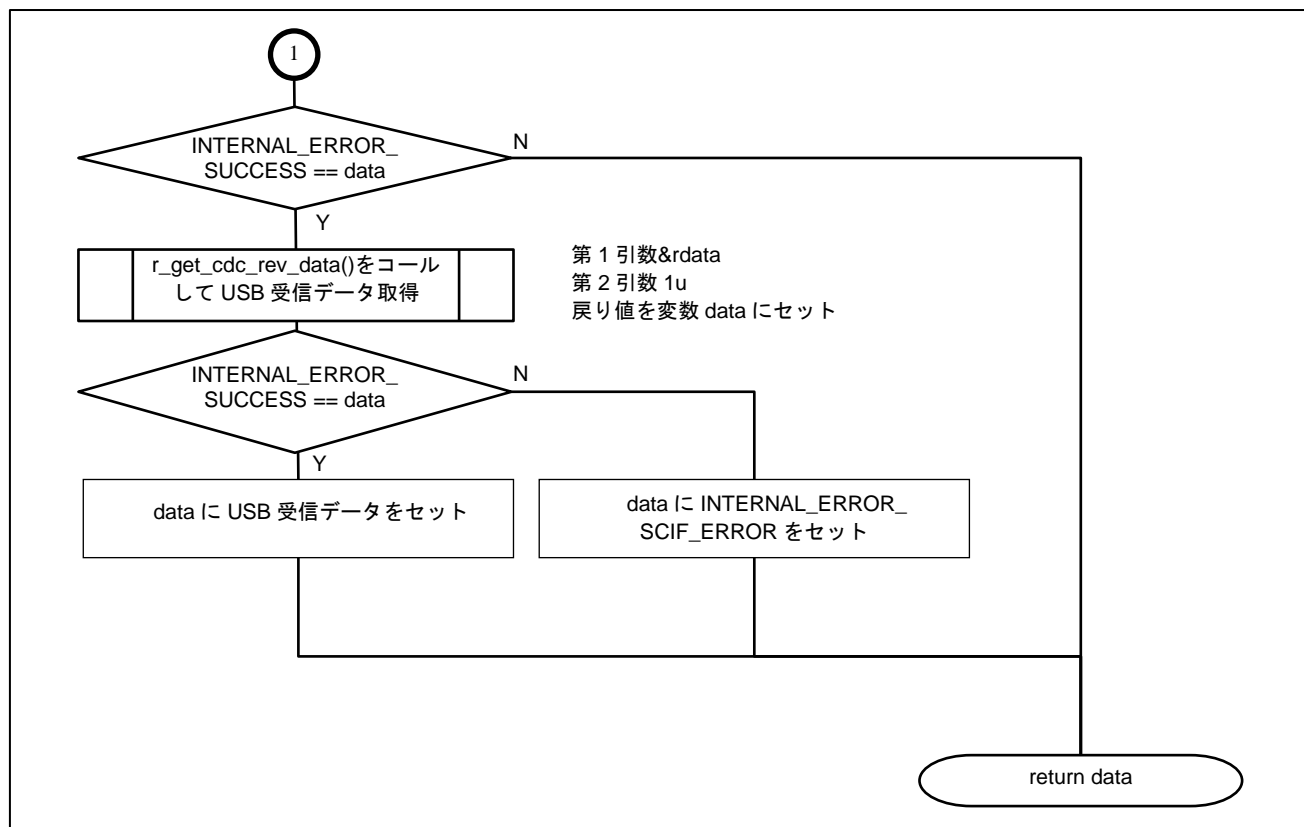 1
INTERNAL_ERROR_
SUCCESS == data
N
Y
r_get_cdc_rev_data()をコール
して USB 受信データ取得
第 1 引数&rdata
第 2 引数 1u
戻り値を変数 data にセット
INTERNAL_ERROR_
SUCCESS == data
N
Y
data に USB 受信データをセット
data に INTERNAL_ERROR_
SCIF_ERROR をセット
return data